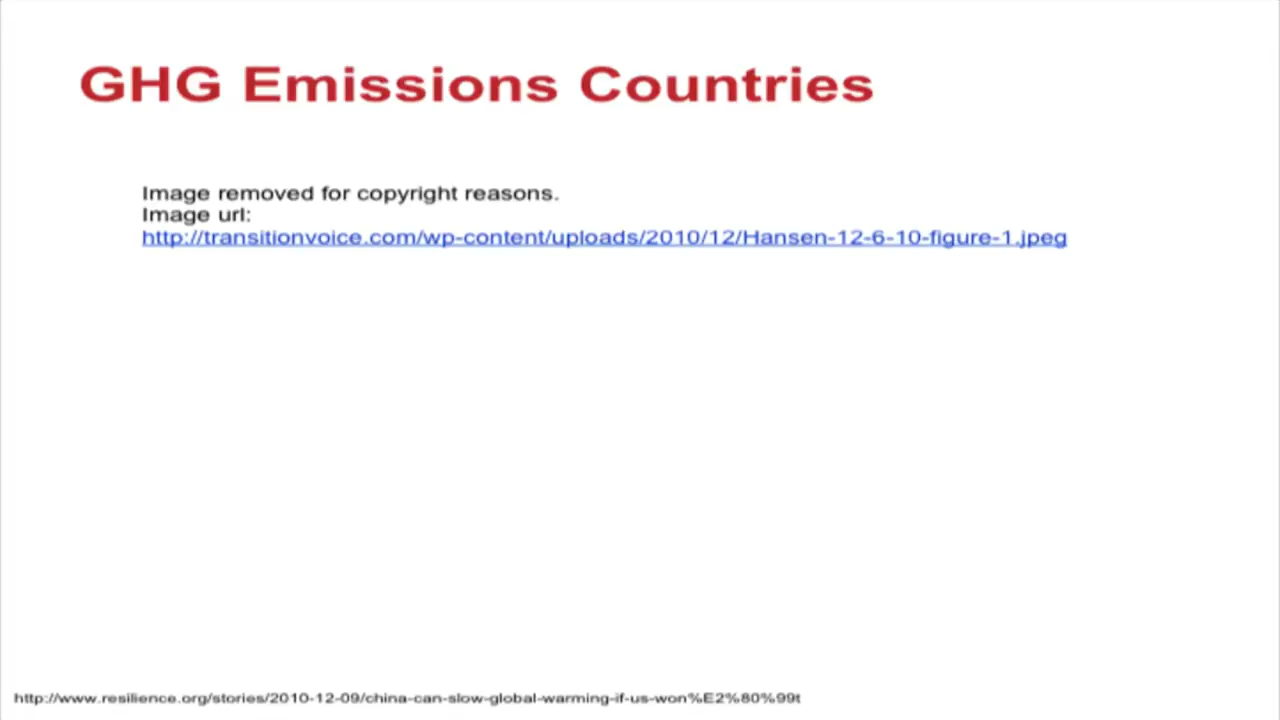 GHG Emissions Countries
Image removed for copyright reasons.
Image url:
http://transitionvoice.com/wp-content/uploads/2010/12/Hansen-12-6-10-figure-1.jpeg
http://www.resilience.org/stories/2010-12-09/china-can-slow-global-warming-if-us-won%E2%80%99t